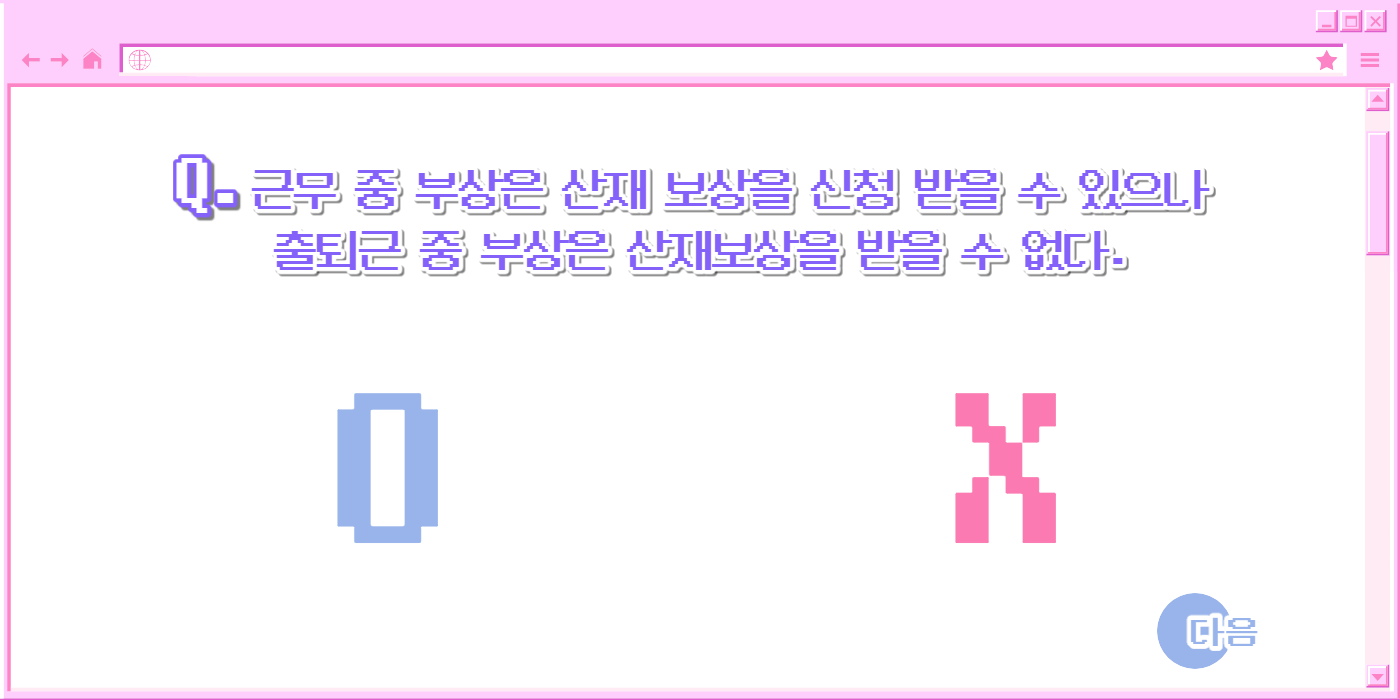 Q. 근무 중 부상은 산재 보상을 신청 받을 수 있으나
출퇴근 중 부상은 산재보상을 받을 수 없다.
O X
다음